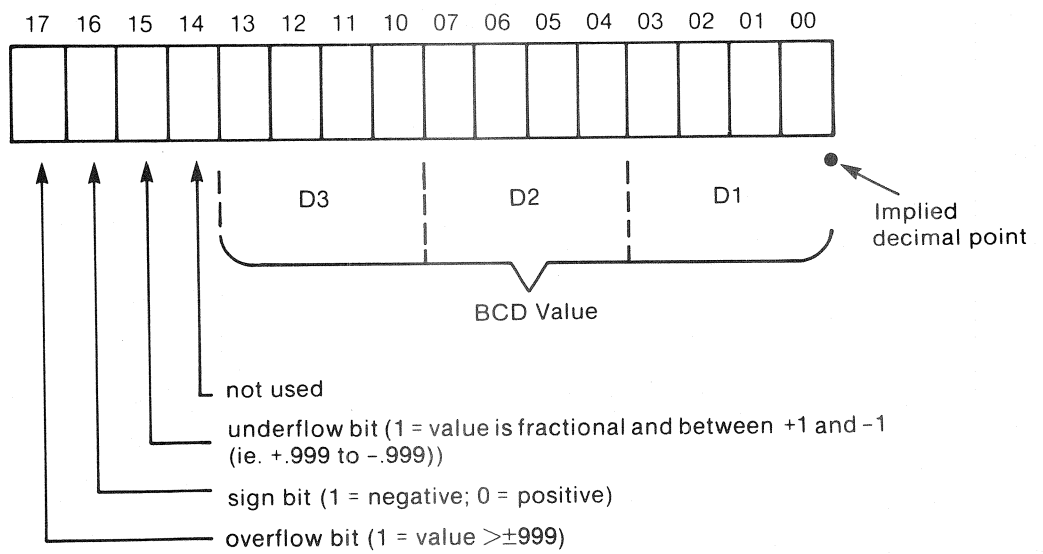 17 16 15 14 13 12 11 10 07 06 05 04 03 02 01 00
D3 D2 D1
Implied
decimal point
BCD Value
not used
underflow bit (1 = value is fractional and between +1 and -1
(ie. +.999 to -.999))
sign bit (1 = negative; 0 = positive)
overflow bit (1 = value >±999)